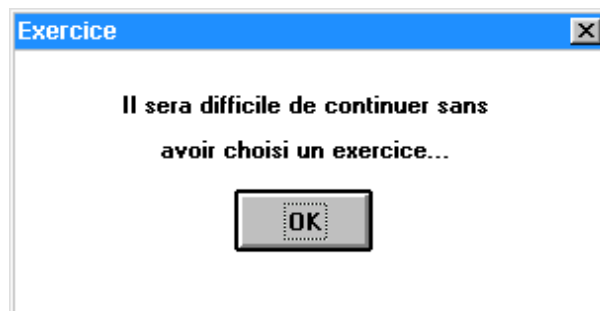 Exercice
Il sera difficile de continuer sans
avoir choisi un exercice...
OK